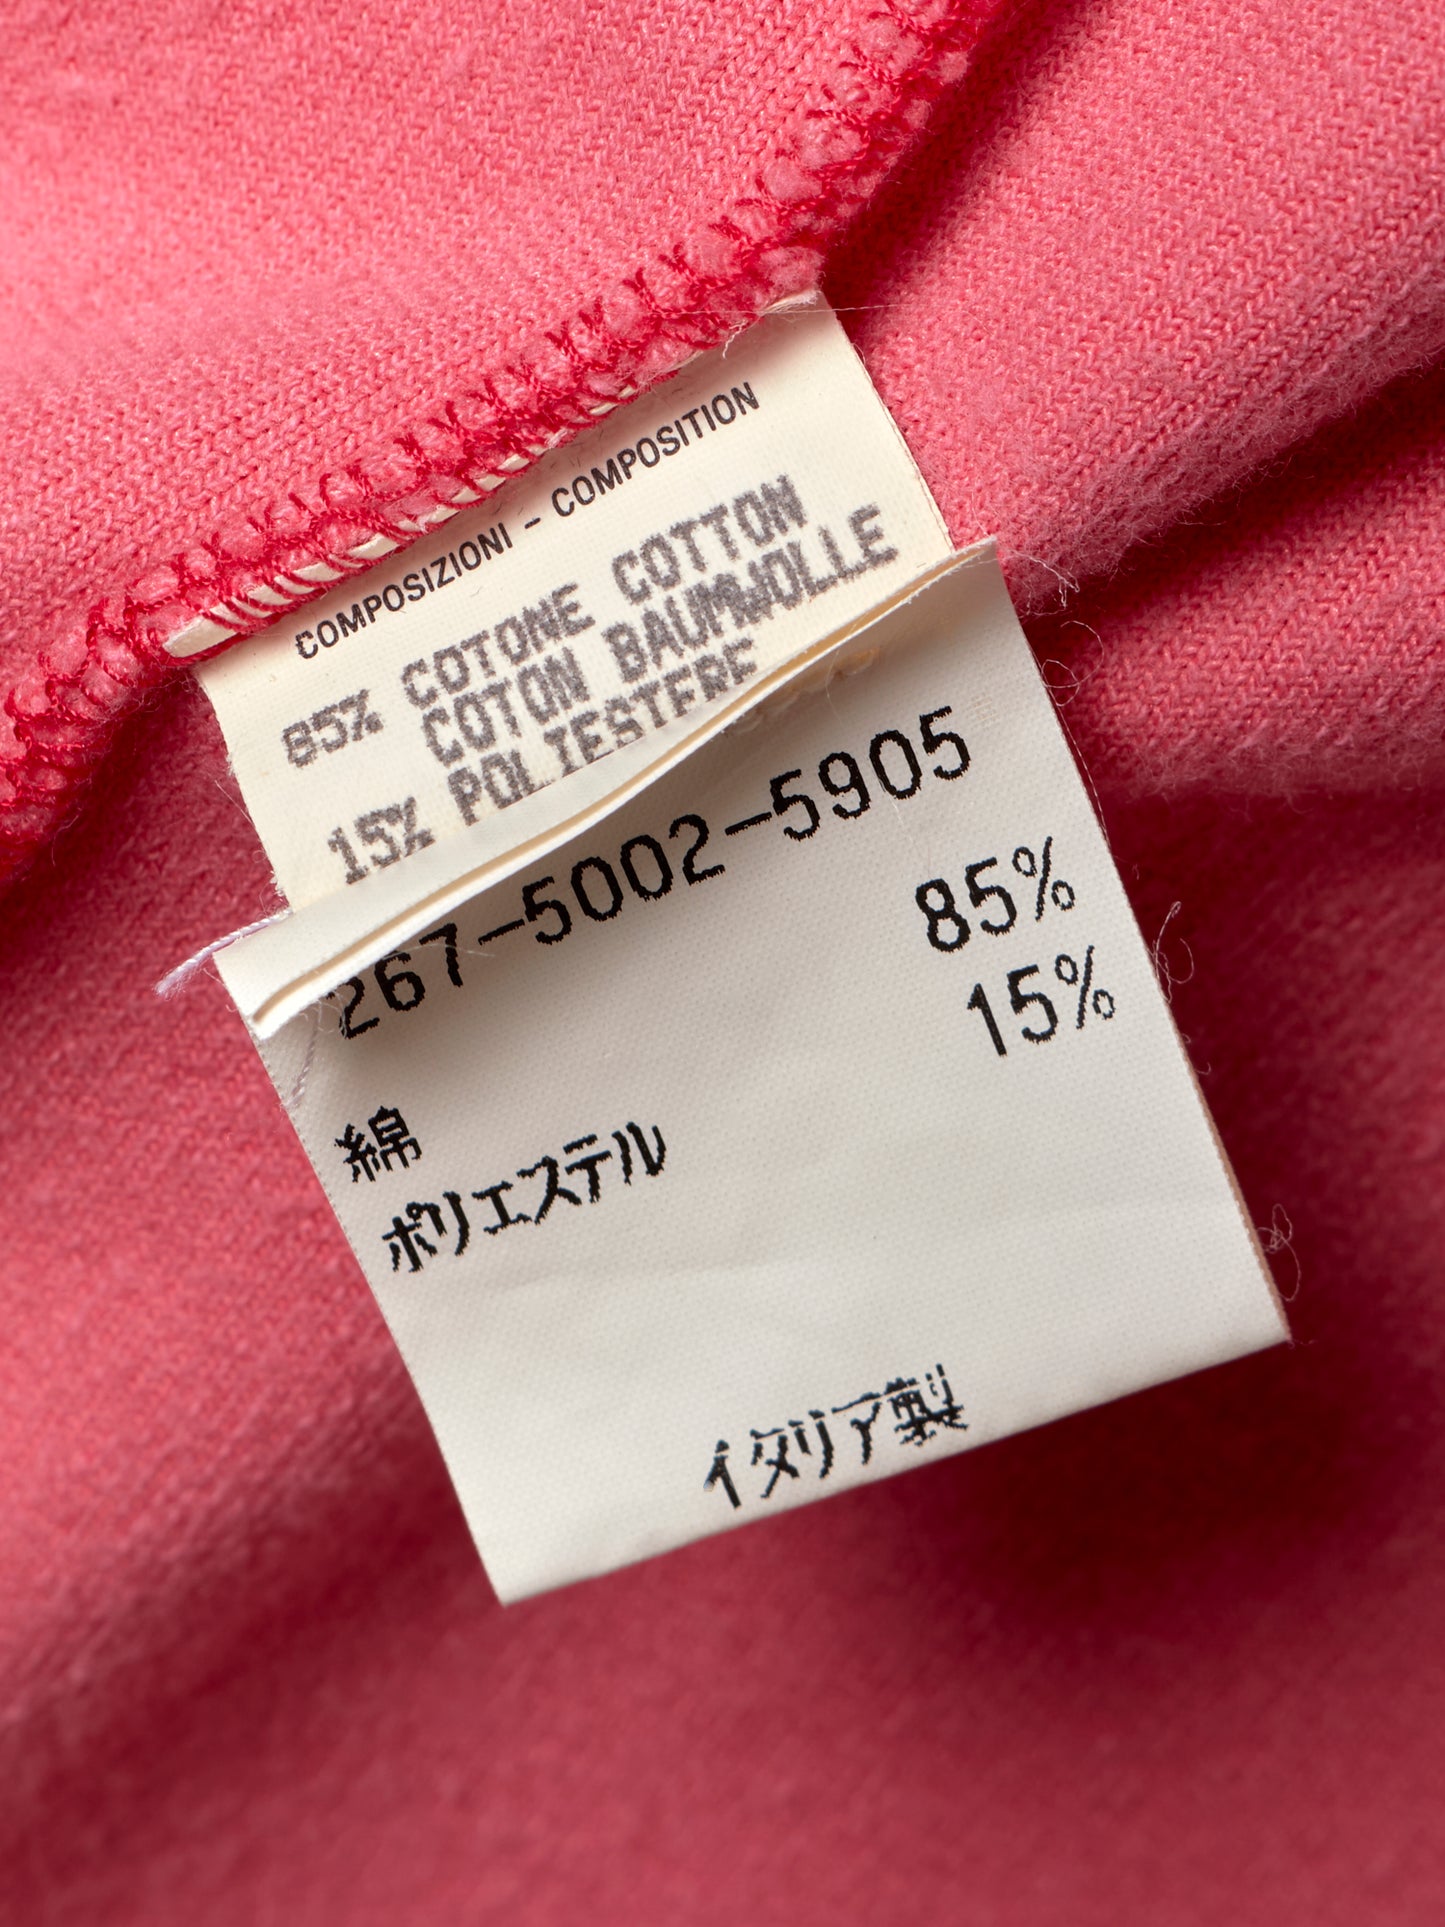 COMPOSIZIONI - COMPOSITION
85% COTONE COTTON
COTON BAUMWOLLE
15% POLIESTERE
267-5002-5905
85%
15%
綿
ポリエステル
イタリア製